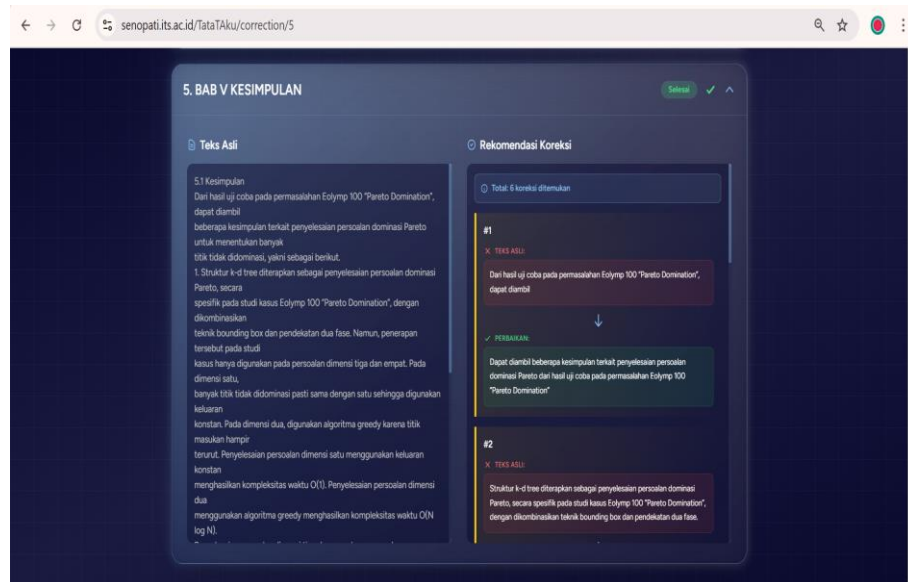 senopati.its.ac.id/TataTAku/correction/5
5. BAB V KESIMPULAN
Selesai
Teks Asli
5.1 Kesimpulan
Dari hasil uji coba pada permasalahan Eolymp 100 "Pareto Domination",
dapat diambil
beberapa kesimpulan terkait penyelesaian persoalan dominasi Pareto
untuk menentukan banyak
titik tidak didominasi, yakni sebagai berikut.
1. Struktur k-d tree diterapkan sebagai penyelesaian persoalan dominasi
Pareto, secara
spesifik pada studi kasus Eolymp 100 "Pareto Domination", dengan
dikombinasikan
teknik bounding box dan pendekatan dua fase. Namun, penerapan
tersebut pada studi
kasus hanya digunakan pada persoalan dimensi tiga dan empat. Pada
dimensi satu,
banyak titik tidak didominasi pasti sama dengan satu sehingga digunakan
keluaran
konstan. Pada dimensi dua, digunakan algoritma greedy karena titik
masukan hampir
terurut. Penyelesaian persoalan dimensi satu menggunakan keluaran
konstan
menghasilkan kompleksitas waktu O(1). Penyelesaian persoalan dimensi
dua
menggunakan algoritma greedy menghasilkan kompleksitas waktu O(N
log N).
Rekomendasi Koreksi
Total: 6 koreksi ditemukan
#1
TEKS ASLI:
Dari hasil uji coba pada permasalahan Eolymp 100 "Pareto Domination",
dapat diambil
PERBAIKAN:
Dapat diambil beberapa kesimpulan terkait penyelesaian persoalan
dominasi Pareto dari hasil uji coba pada permasalahan Eolymp 100
"Pareto Domination"
#2
TEKS ASLI:
Struktur k-d tree diterapkan sebagai penyelesaian persoalan dominasi
Pareto, secara spesifik pada studi kasus Eolymp 100 "Pareto Domination",
dengan dikombinasikan teknik bounding box dan pendekatan dua fase.